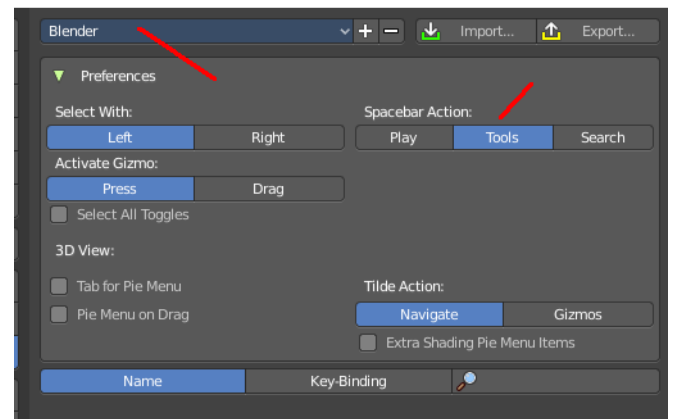 Blender Import... Export...
Preferences
Select With: Spacebar Action:
Left Right Play Tools Search
Activate Gizmo:
Press Drag
Select All Toggles
3D View:
Tab for Pie Menu Tilde Action:
Pie Menu on Drag Navigate Gizmos
Extra Shading Pie Menu Items
Name Key-Binding